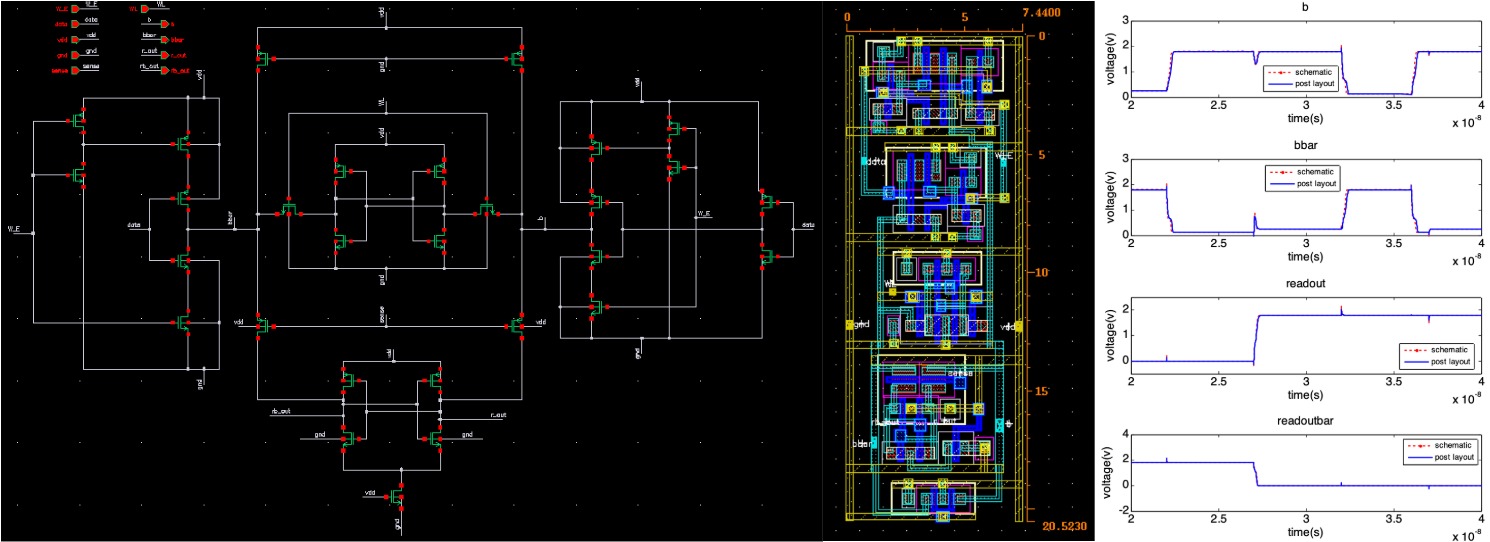 W_E W_E WL WL
data data b b
vdd vdd bbar bbar
gnd gnd r_out r_out
sense sense rb_out rb_out
vdd
gnd
vdd
W_E
data
gnd
bbar
WL
vdd
gnd
b
vdd
W_E
data
gnd
vdd
sense
vdd
vdd
rb_out
r_out
gnd
gnd
vdd
gnd
0 5 7.4400
0
5
10
15
20.5230
data
W_E
WL
gnd
vdd
sense
bbar
b
b
voltage(v)
3
2
1
0
schematic
post layout
2 2.5 3 3.5 4
time(s)
x 10⁻⁸
bbar
voltage(v)
3
2
1
0
schematic
post layout
2 2.5 3 3.5 4
time(s)
x 10⁻⁸
readout
voltage(v)
2
1
0
schematic
post layout
2 2.5 3 3.5 4
time(s)
x 10⁻⁸
readoutbar
voltage(v)
4
2
0
-2
schematic
post layout
2 2.5 3 3.5 4
time(s)
x 10⁻⁸